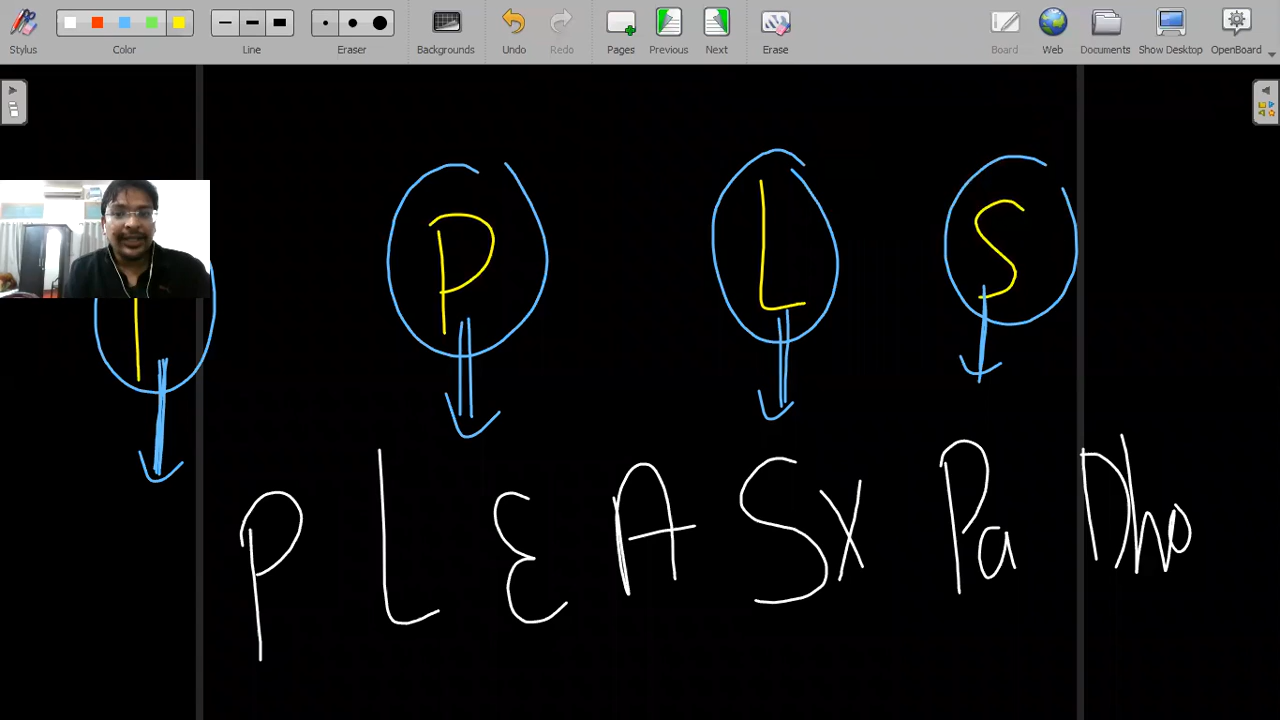 Stylus Color Line Eraser Backgrounds Undo Redo Pages Previous Next Erase Board Web Documents Show Desktop OpenBoard
P L S
P L E A Sx Pa Dho